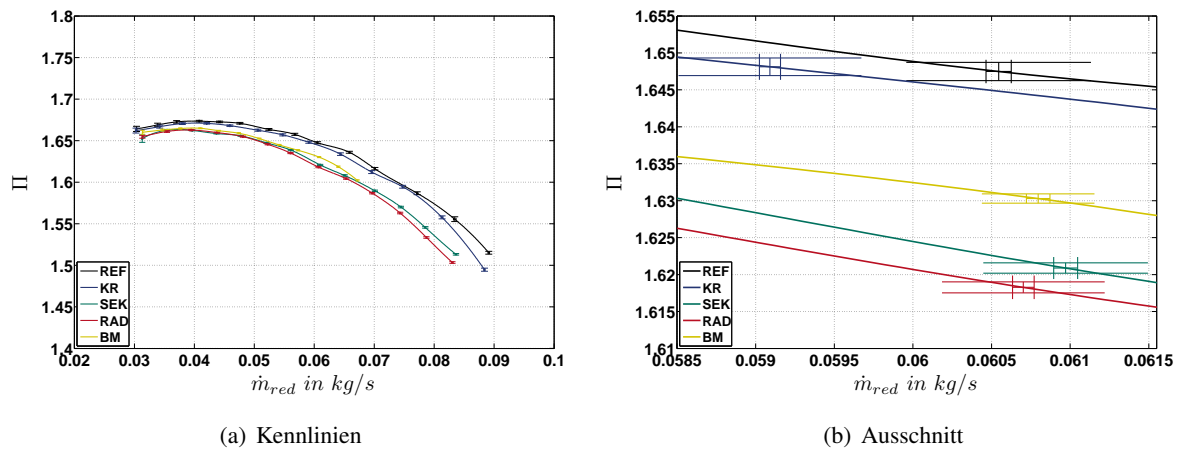 1.8
1.75
1.7
1.65
1.6
1.55
1.5
1.45
1.4
Π
REF
KR
SEK
RAD
BM
0.02 0.03 0.04 0.05 0.06 0.07 0.08 0.09 0.1
ṁ_red in kg/s
(a) Kennlinien
1.655
1.65
1.645
1.64
1.635
1.63
1.625
1.62
1.615
1.61
Π
REF
KR
SEK
RAD
BM
0.0585 0.059 0.0595 0.06 0.0605 0.061 0.0615
ṁ_red in kg/s
(b) Ausschnitt